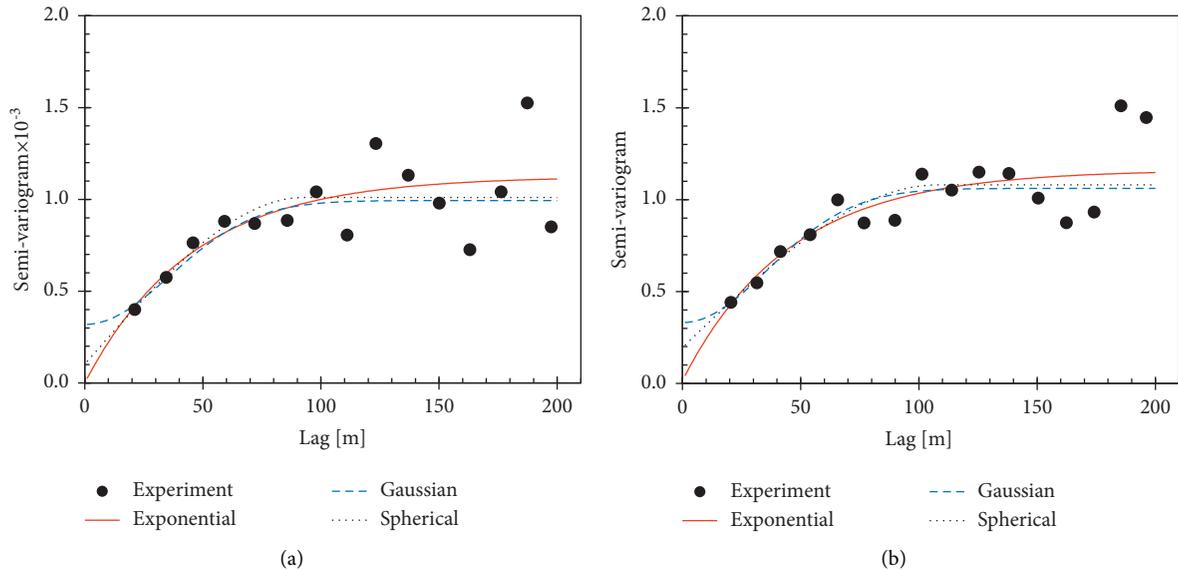 2.0
1.5
1.0
0.5
0.0
Semi-variogram×10⁻³
0 50 100 150 200
Lag [m]
Experiment Gaussian
Exponential Spherical
(a)
2.0
1.5
1.0
0.5
0.0
Semi-variogram
0 50 100 150 200
Lag [m]
Experiment Gaussian
Exponential Spherical
(b)